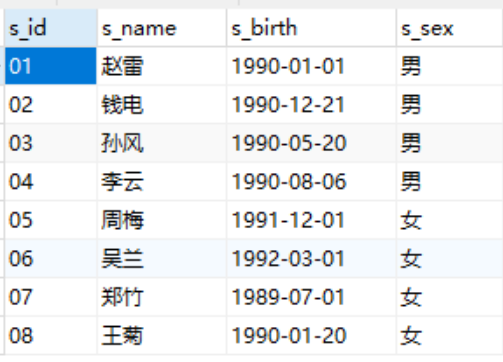 s_id s_name s_birth s_sex
01 赵雷 1990-01-01 男
02 钱电 1990-12-21 男
03 孙风 1990-05-20 男
04 李云 1990-08-06 男
05 周梅 1991-12-01 女
06 吴兰 1992-03-01 女
07 郑竹 1989-07-01 女
08 王菊 1990-01-20 女